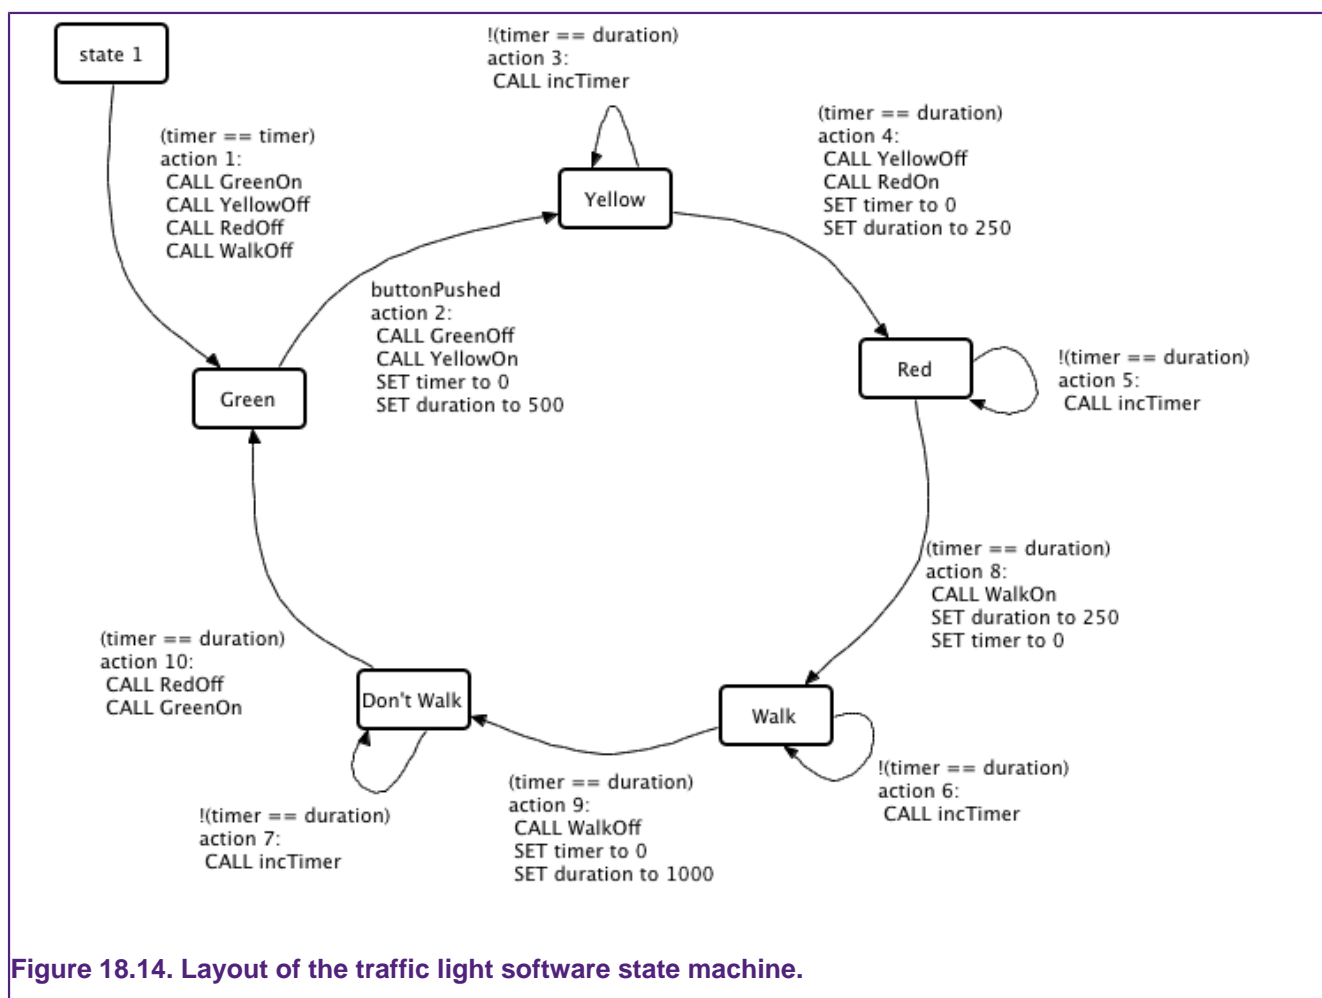 state 1
(timer == timer)
action 1:
CALL GreenOn
CALL YellowOff
CALL RedOff
CALL WalkOff
!(timer == duration)
action 3:
CALL incTimer
Yellow
(timer == duration)
action 4:
CALL YellowOff
CALL RedOn
SET timer to 0
SET duration to 250
buttonPushed
action 2:
CALL GreenOff
CALL YellowOn
SET timer to 0
SET duration to 500
Green
Red
!(timer == duration)
action 5:
CALL incTimer
(timer == duration)
action 8:
CALL WalkOn
SET duration to 250
SET timer to 0
(timer == duration)
action 10:
CALL RedOff
CALL GreenOn
Don't Walk
Walk
!(timer == duration)
action 7:
CALL incTimer
(timer == duration)
action 9:
CALL WalkOff
SET timer to 0
SET duration to 1000
!(timer == duration)
action 6:
CALL incTimer
Figure 18.14. Layout of the traffic light software state machine.